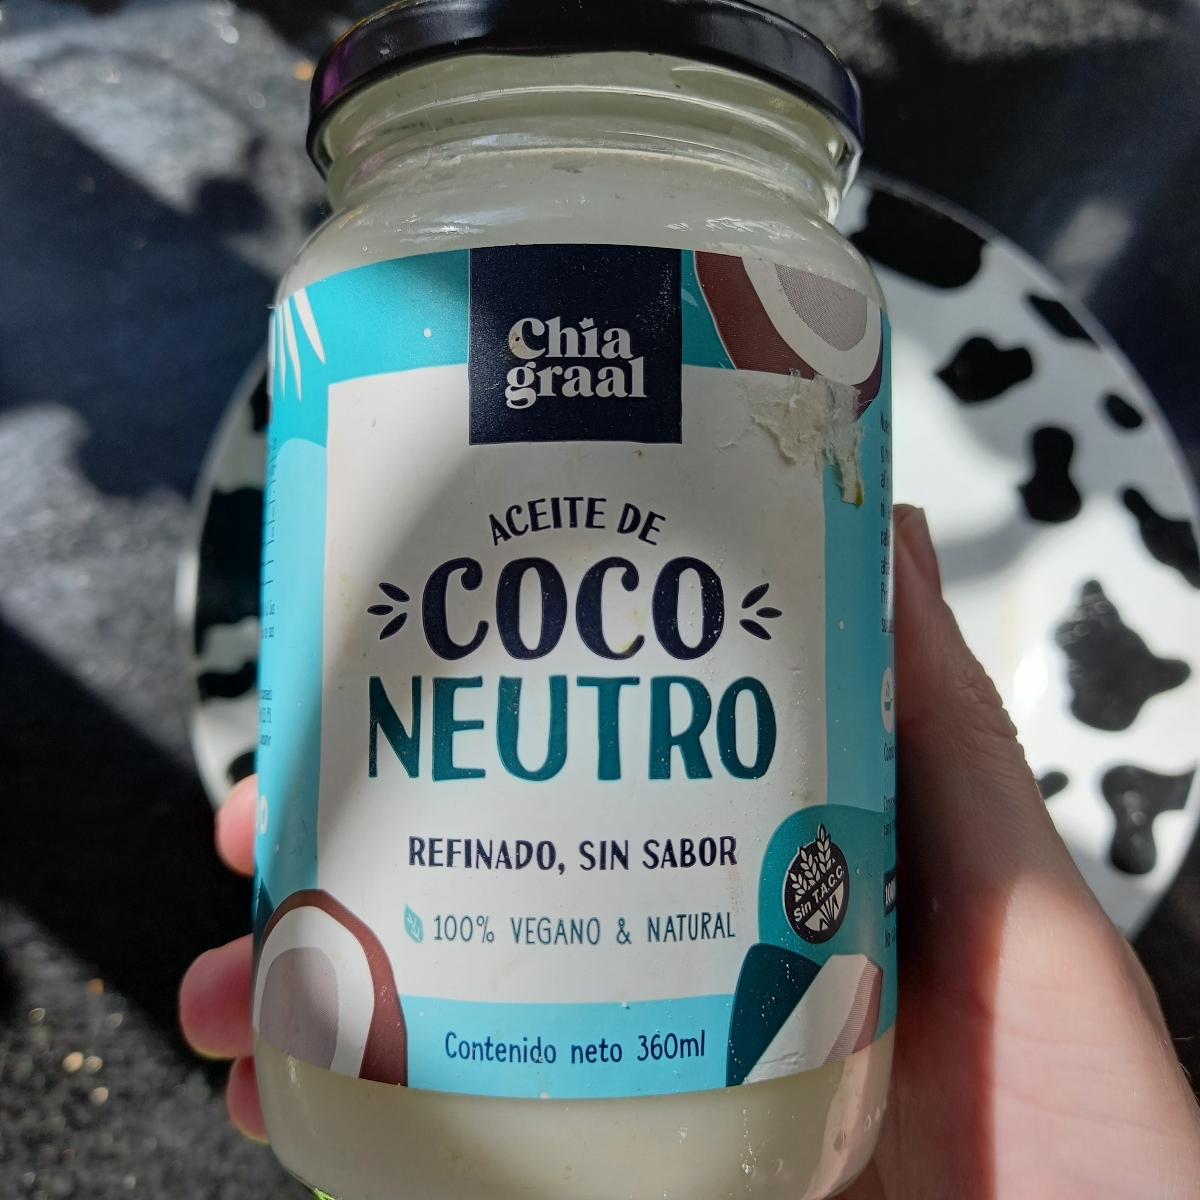 Chia
graal
ACEITE DE
COCO
NEUTRO
REFINADO, SIN SABOR
100% VEGANO & NATURAL
Sin T.A.C.C.
Contenido neto 360ml